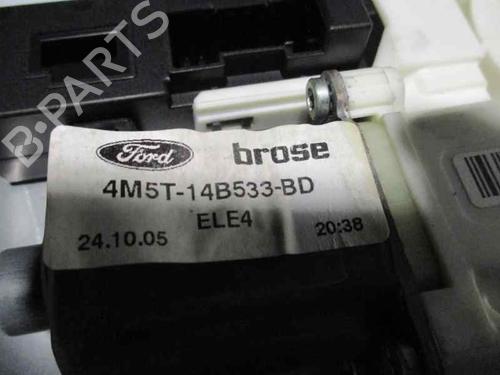 B-PARTS
Ford brose
4M5T-14B533-BD
ELE4
24.10.05 20:38